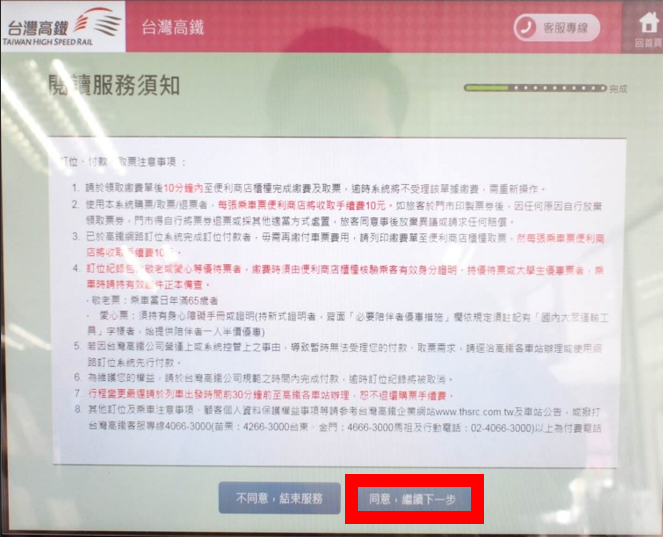 台灣高鐵
TAIWAN HIGH SPEED RAIL
台灣高鐵
客服專線
回首頁
閱讀服務須知
完成
訂位、付款、取票注意事項：
1. 請於領取繳費單後10分鐘內至便利商店櫃檯完成繳費及取票，逾時系統將不受理該單據繳費，需重新操作。
2. 使用本系統購票/取票/退票者，每張乘車票便利商店將收取手續費10元。如旅客於門市印製票券後，因任何原因自行放棄
領取票券，門市得自行將票券退票或採其他適當方式處置，旅客同意事後放棄異議或請求任何賠償。
3. 已於高鐵網路訂位系統完成訂位付款者，毋需再繳付車票費用，請列印繳費單至便利商店櫃檯取票，然每張乘車票便利商
店將收取手續費10元。
4. 訂位紀錄包含敬老或愛心等優待票者，繳費時須由便利商店櫃檯核驗乘客有效身分證明，持優待票或大學生優惠票者，乘
車時請持有效證件正本備查。
‧敬老票：乘車當日年滿65歲者
‧ 愛心票：須持有身心障礙手冊或證明(持新式證明者，背面「必要陪伴者優惠措施」欄依規定須註記有「國內大眾運輸工
具」字樣者，始提供陪伴者一人半價優惠)
5. 若因台灣高鐵公司營運上或系統控管上之事由，導致暫時無法受理您的付款、取票需求，請逕洽高鐵各車站辦理或使用網
路訂位系統先行付款。
6. 為維護您的權益，請於台灣高鐵公司規範之時間內完成付款，逾時訂位紀錄將被取消。
7. 行程變更最遲請於列車出發時間前30分鐘前至高鐵各車站辦理，恕不退還購票手續費。
8. 其他訂位及乘車注意事項、顧客個人資料保護權益事項等請參考台灣高鐵企業網站www.thsrc.com.tw及車站公告，或撥打
台灣高鐵客服專線4066-3000(苗栗：4266-3000台東、金門：4666-3000馬祖及行動電話：02-4066-3000)以上為付費電話
不同意，結束服務
同意，繼續下一步